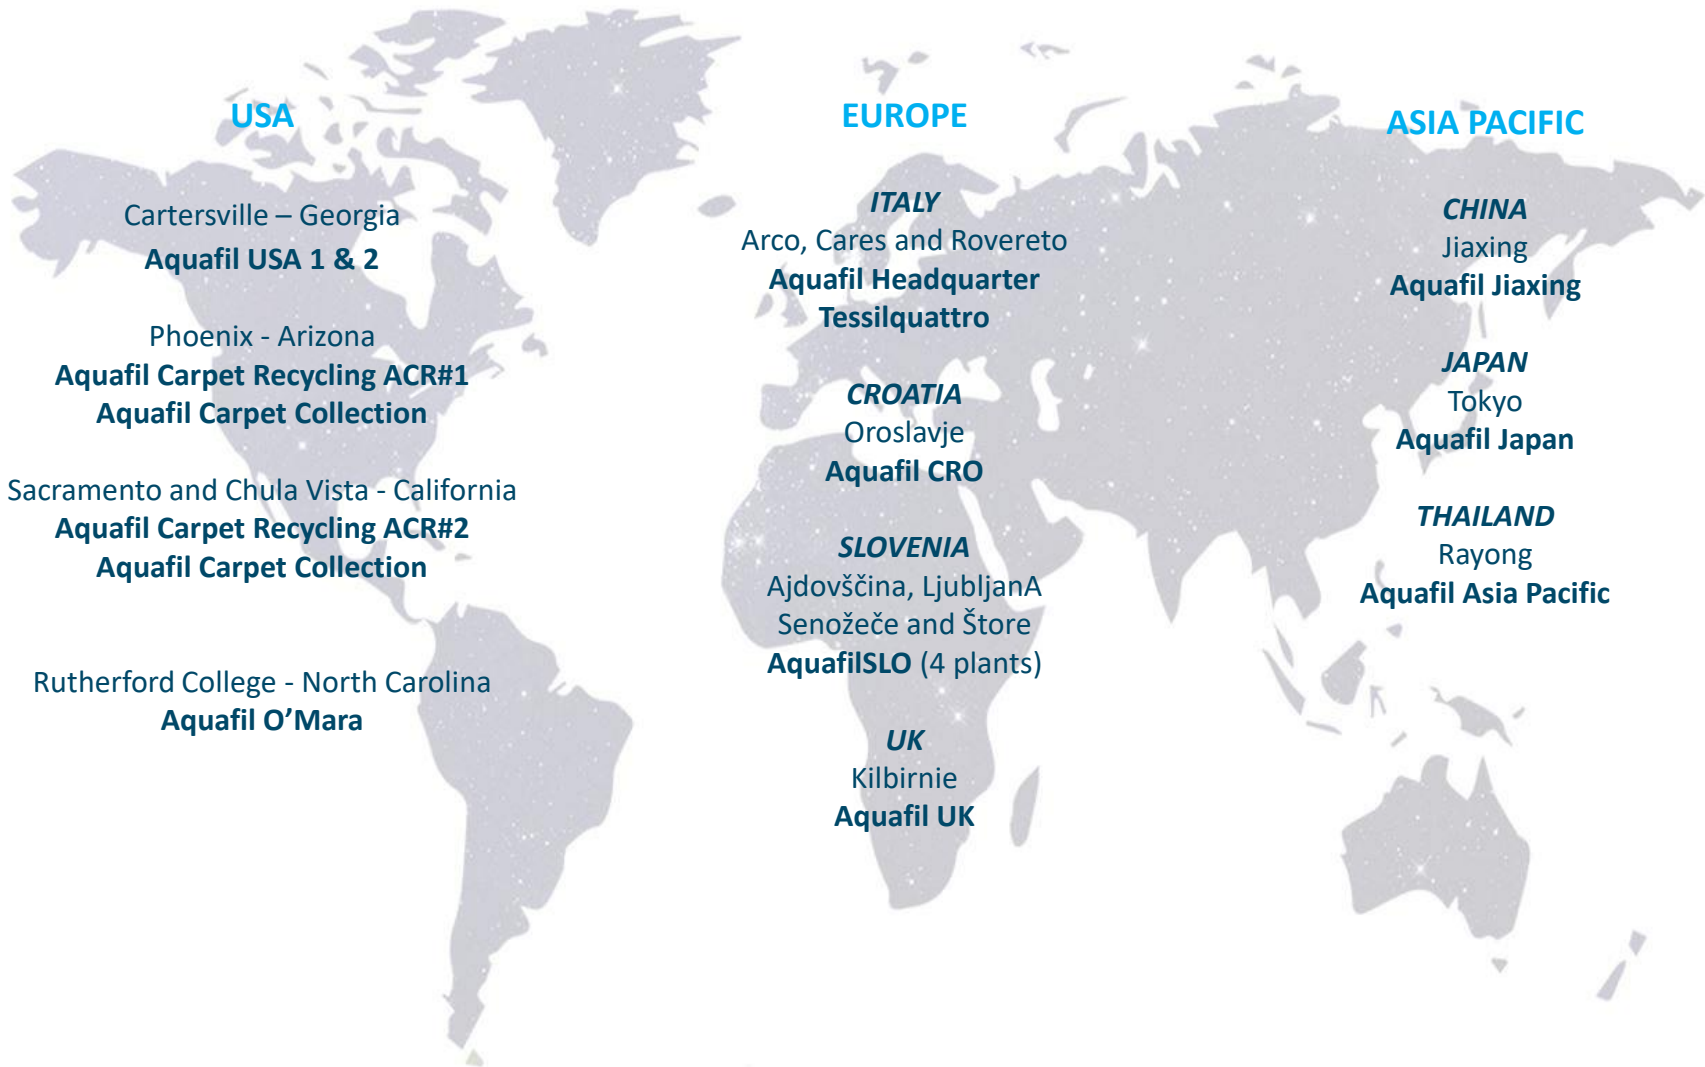 USA
Cartersville – Georgia
Aquafil USA 1 & 2
Phoenix - Arizona
Aquafil Carpet Recycling ACR#1
Aquafil Carpet Collection
Sacramento and Chula Vista - California
Aquafil Carpet Recycling ACR#2
Aquafil Carpet Collection
Rutherford College - North Carolina
Aquafil O’Mara
EUROPE
ITALY
Arco, Cares and Rovereto
Aquafil Headquarter
Tessilquattro
CROATIA
Oroslavje
Aquafil CRO
SLOVENIA
Ajdovščina, LjubljanA
Senožeče and Štore
AquafilSLO (4 plants)
UK
Kilbirnie
Aquafil UK
ASIA PACIFIC
CHINA
Jiaxing
Aquafil Jiaxing
JAPAN
Tokyo
Aquafil Japan
THAILAND
Rayong
Aquafil Asia Pacific